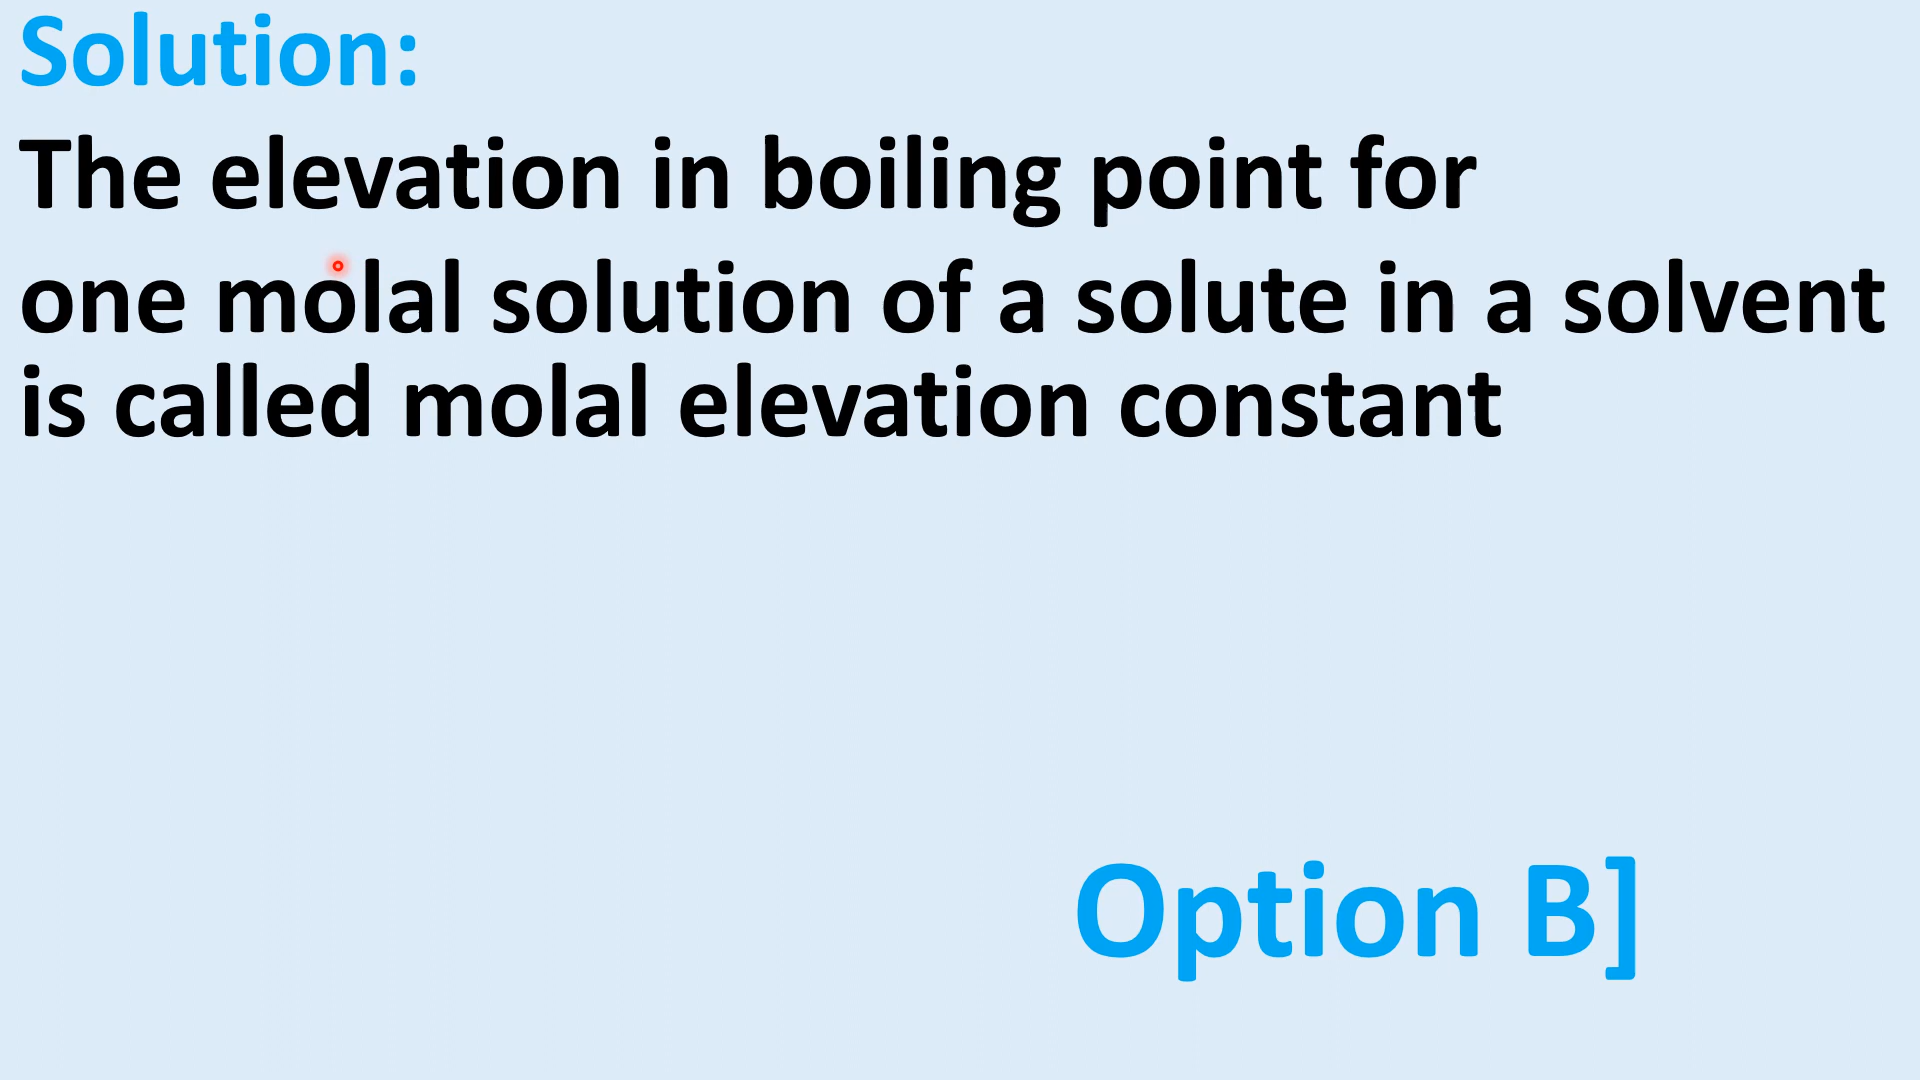 Solution:
The elevation in boiling point for
one molal solution of a solute in a solvent
is called molal elevation constant
Option B]